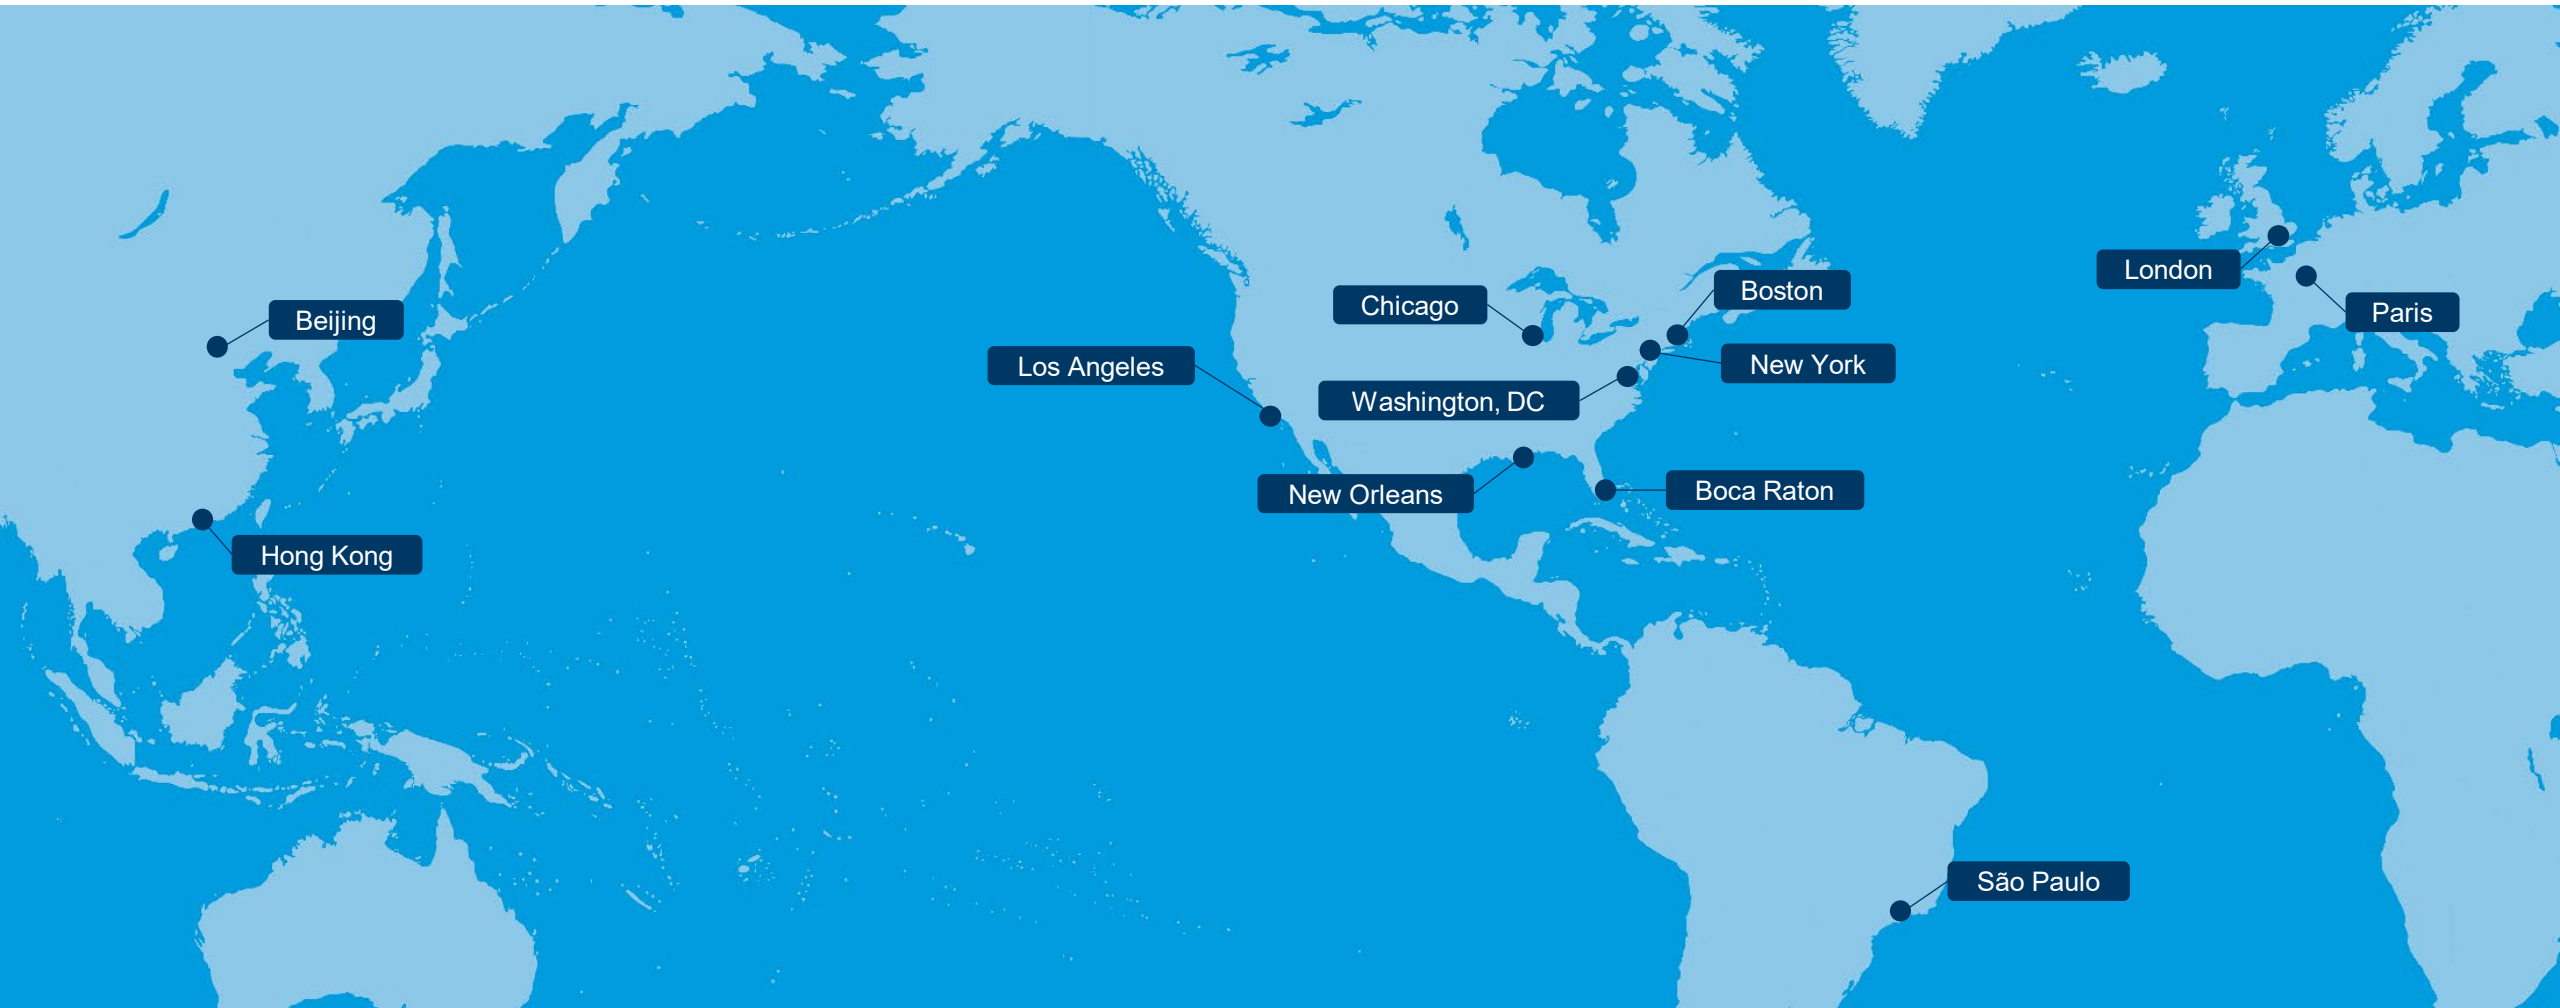 London
Boston
Chicago
Paris
Beijing
New York
Los Angeles
Washington, DC
Boca Raton
New Orleans
Hong Kong
São Paulo